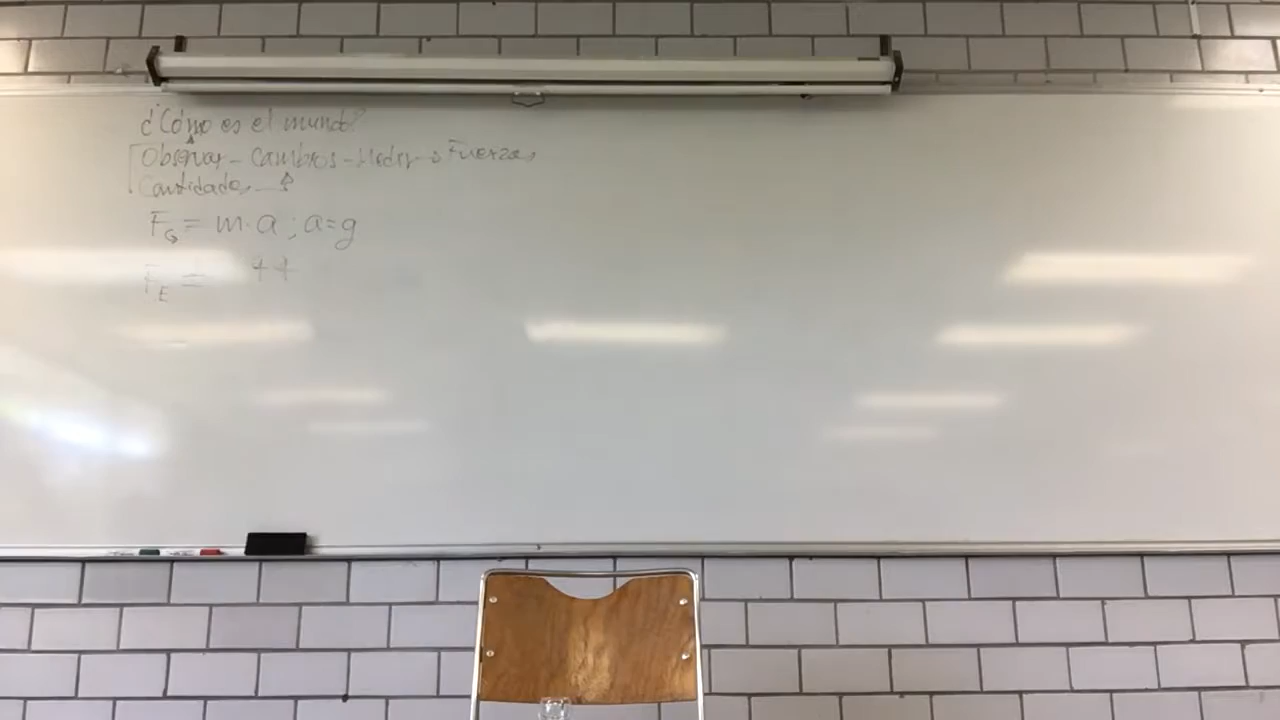 ¿Cómo es el mundo?
Observar - Cambios - Medir → Fuerzas
Cantidades
F_G = m·a ; a=g
F_E = ++